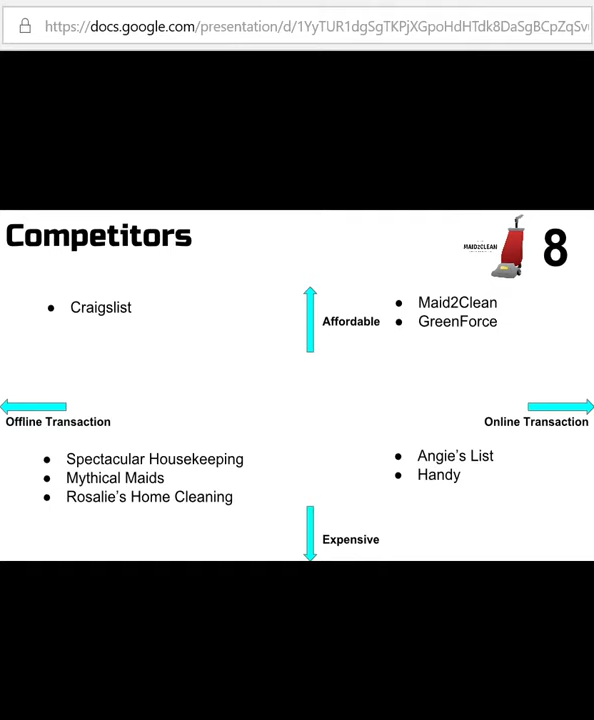 https://docs.google.com/presentation/d/1YyTUR1dgSgTKPjXGpoHdHTdk8DaSgBCpZqSv
Competitors
MAID2CLEAN
8
• Craigslist
Affordable
• Maid2Clean
• GreenForce
Offline Transaction
Online Transaction
• Spectacular Housekeeping
• Mythical Maids
• Rosalie's Home Cleaning
• Angie's List
• Handy
Expensive